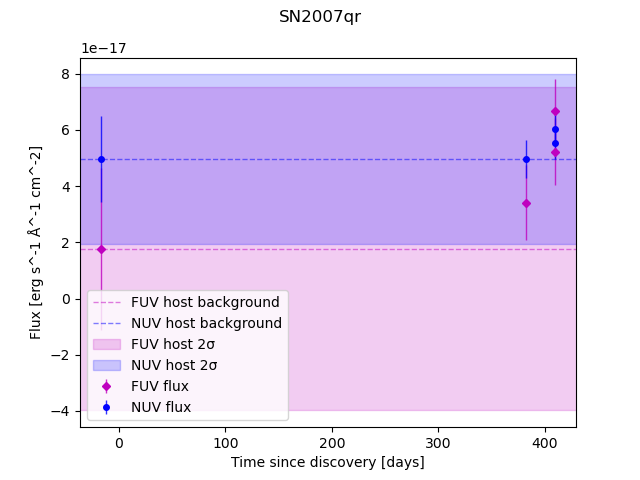 SN2007qr
1e−17
8
6
4
2
0
−2
−4
Flux [erg s^-1 Å^-1 cm^-2]
FUV host background
NUV host background
FUV host 2σ
NUV host 2σ
FUV flux
NUV flux
0 100 200 300 400
Time since discovery [days]